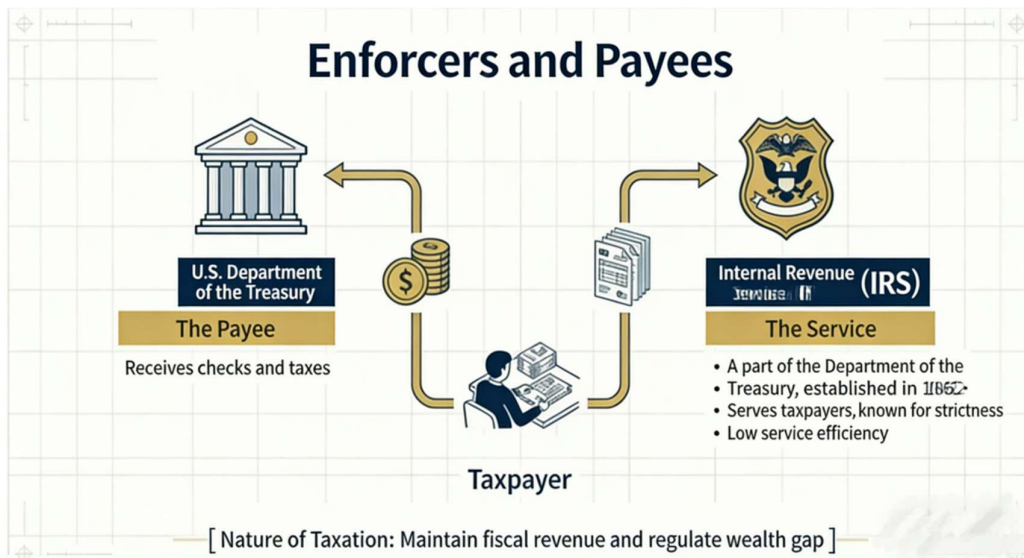 Enforcers and Payees
$
U.S. Department
of the Treasury
The Payee
Receives checks and taxes
Internal Revenue
(IRS)
The Service
• A part of the Department of the
• Treasury, established in
• Serves taxpayers, known for strictness
• Low service efficiency
Taxpayer
[ Nature of Taxation: Maintain fiscal revenue and regulate wealth gap ]